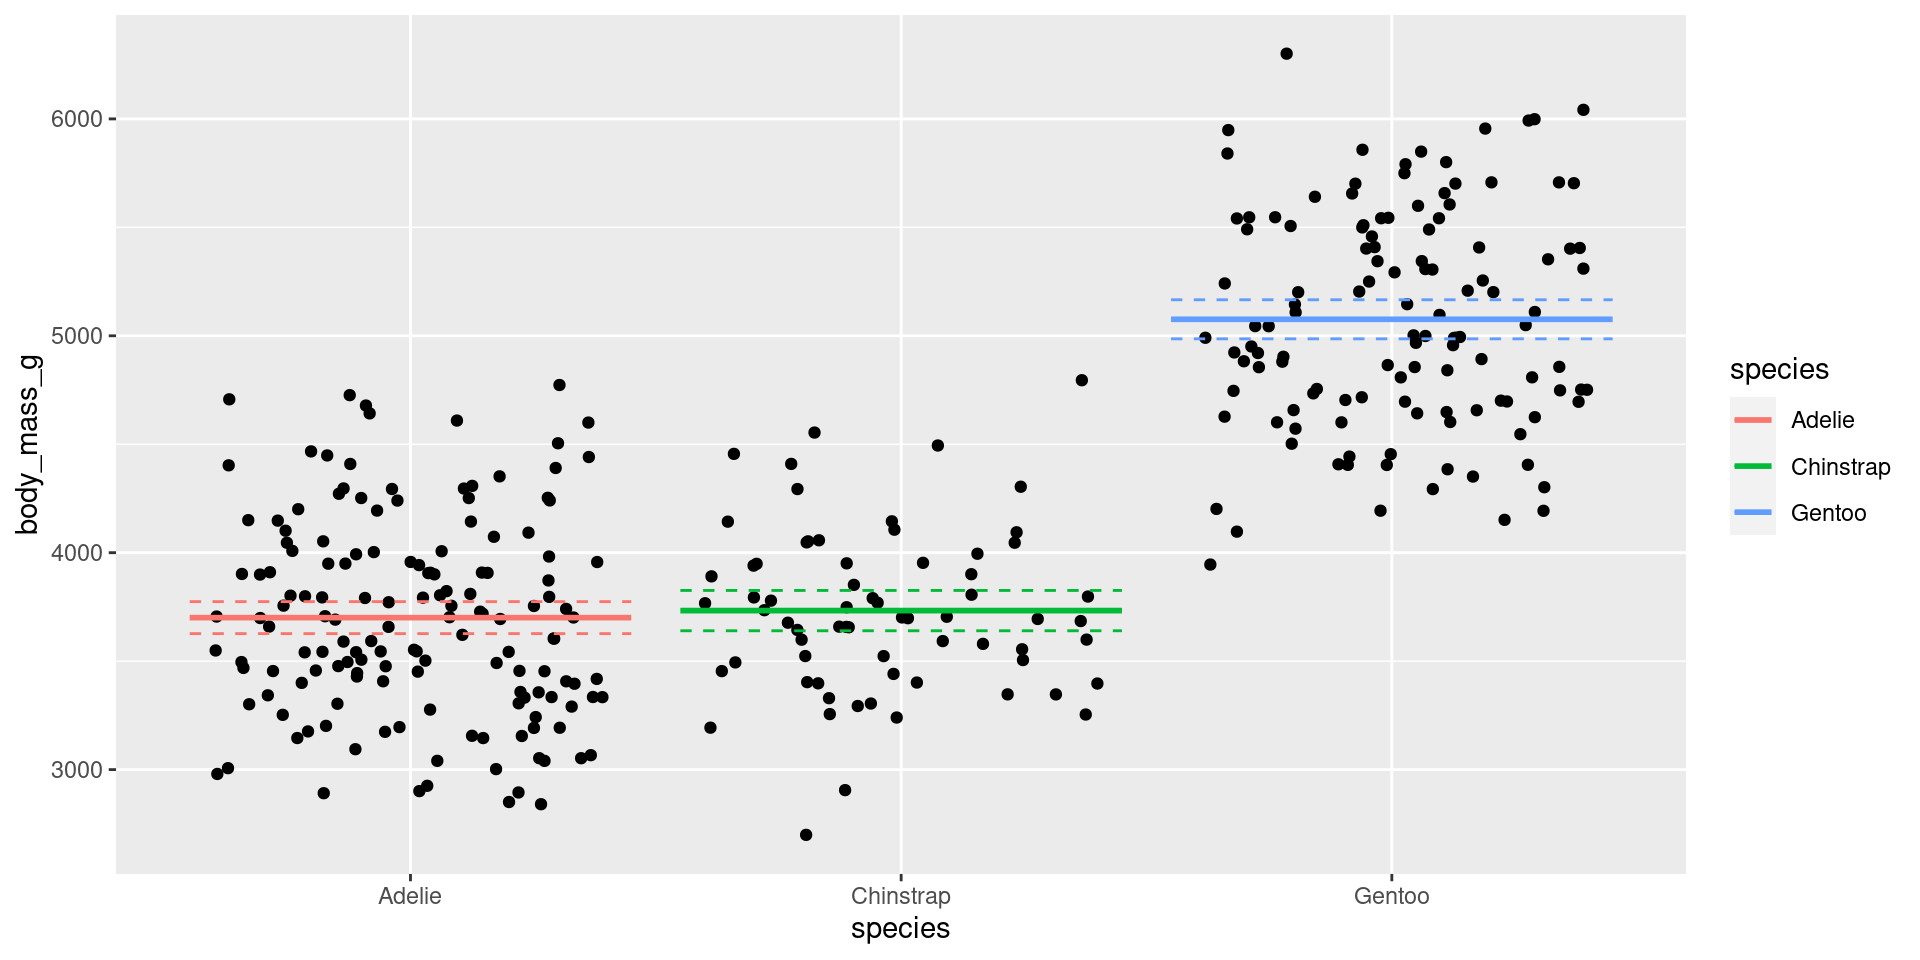 body_mass_g
6000
5000
4000
3000
Adelie
Chinstrap
Gentoo
species
species
Adelie
Chinstrap
Gentoo